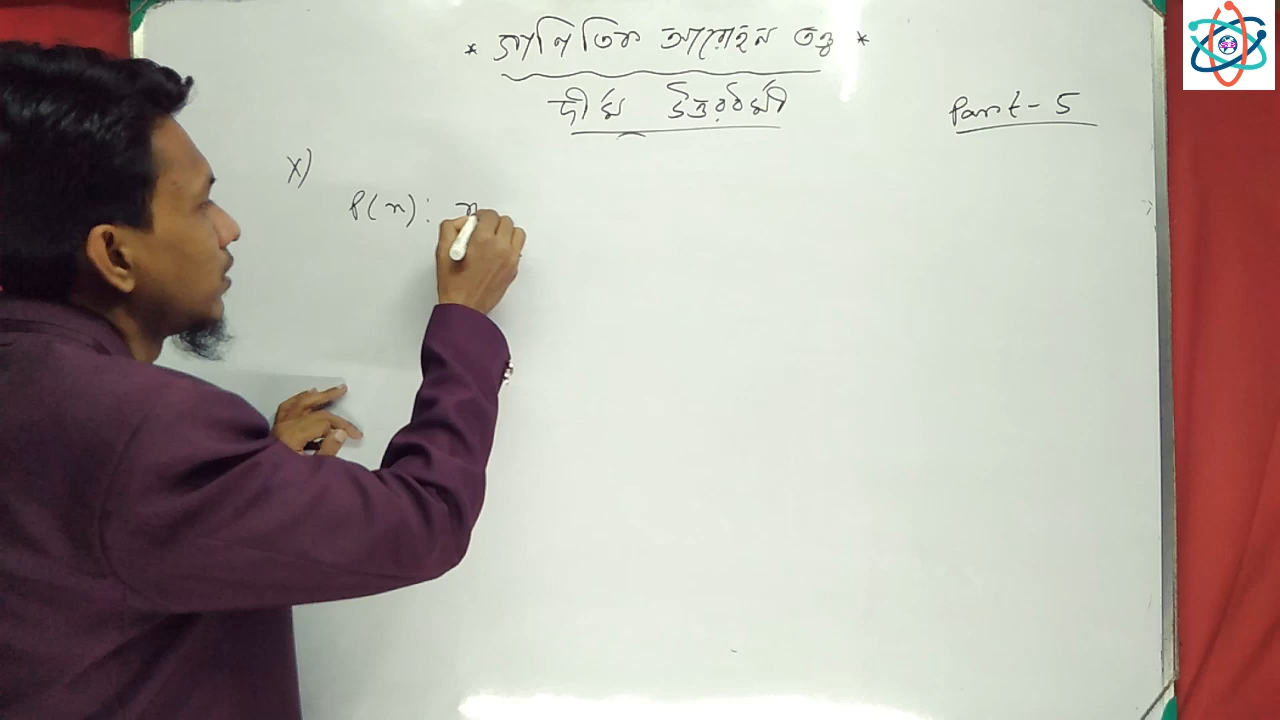 * গাণিতিক আরোহন তত্ত্ব *
দীর্ঘ উত্তরধর্মী
Part - 5
x)
P(n): n